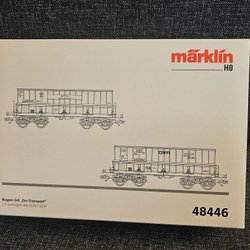 märklin
H0
Wagen-Set „Erz-Transport"
48446